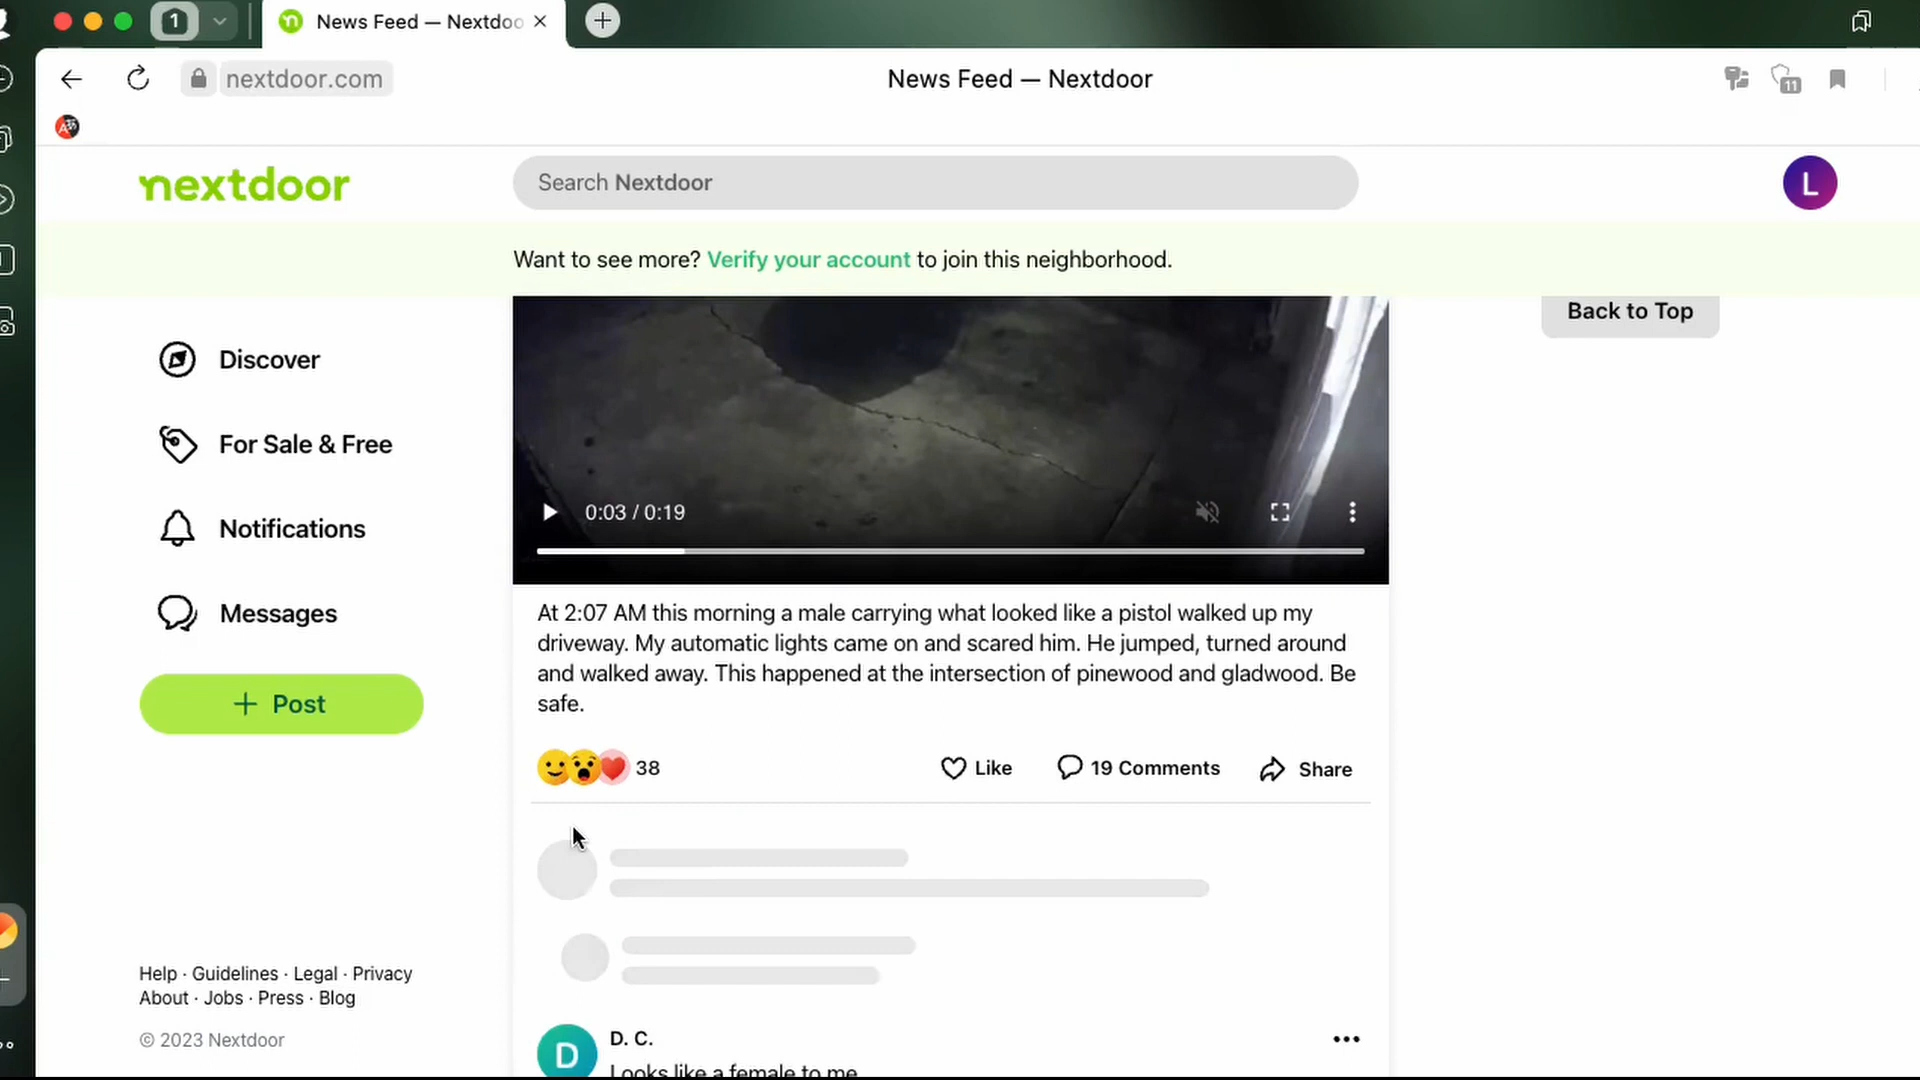 1
News Feed — Nextdoo
nextdoor.com
News Feed — Nextdoor
11
nextdoor
Search Nextdoor
L
Want to see more? Verify your account to join this neighborhood.
Back to Top
Discover
For Sale & Free
Notifications
Messages
+ Post
0:03 / 0:19
At 2:07 AM this morning a male carrying what looked like a pistol walked up my
driveway. My automatic lights came on and scared him. He jumped, turned around
and walked away. This happened at the intersection of pinewood and gladwood. Be
safe.
38
Like
19 Comments
Share
Help · Guidelines · Legal · Privacy
About · Jobs · Press · Blog
© 2023 Nextdoor
D
D. C.
Looks like a female to me